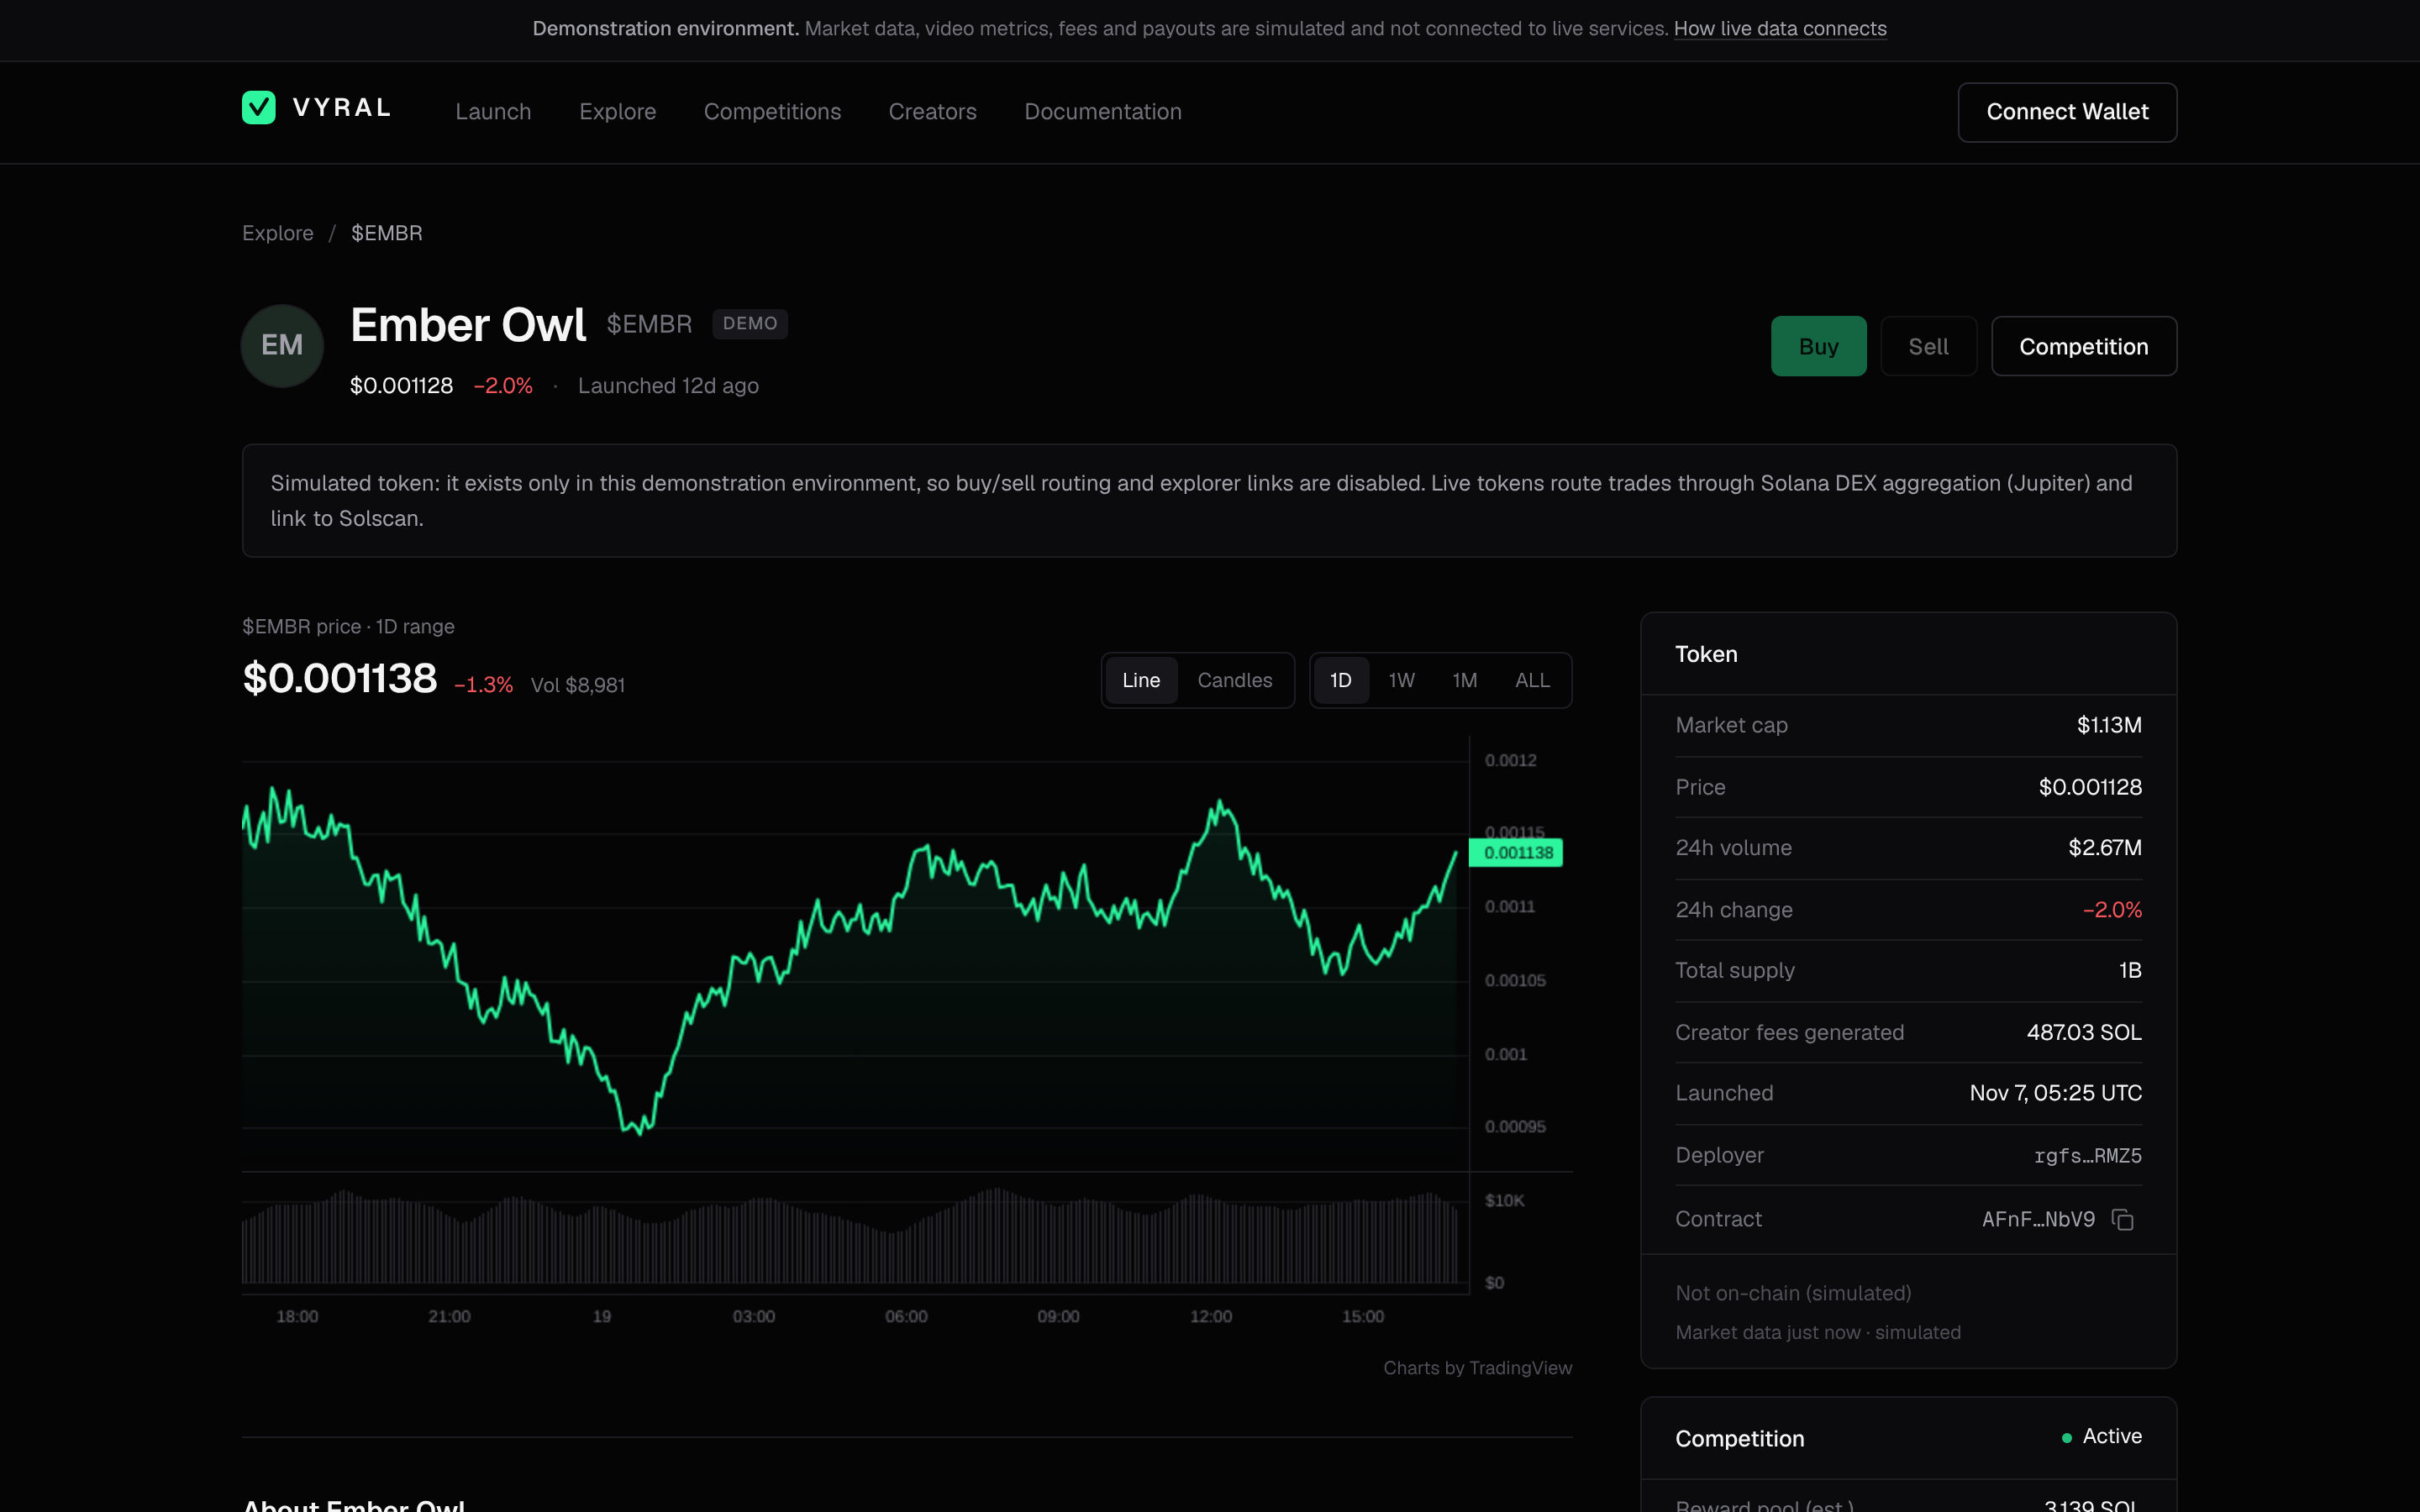 Demonstration environment. Market data, video metrics, fees and payouts are simulated and not connected to live services. How live data connects
VYRAL
Launch
Explore
Competitions
Creators
Documentation
Connect Wallet
Explore / $EMBR
EM
Ember Owl $EMBR DEMO
$0.001128 −2.0% · Launched 12d ago
Buy
Sell
Competition
Simulated token: it exists only in this demonstration environment, so buy/sell routing and explorer links are disabled. Live tokens route trades through Solana DEX aggregation (Jupiter) and
link to Solscan.
$EMBR price · 1D range
$0.001138 −1.3% Vol $8,981
Line
Candles
1D
1W
1M
ALL
0.0012
0.00115
0.001138
0.0011
0.00105
0.001
0.00095
$10K
$0
18:00
21:00
19
03:00
06:00
09:00
12:00
15:00
Charts by TradingView
About Ember Owl
Token
Market cap $1.13M
Price $0.001128
24h volume $2.67M
24h change −2.0%
Total supply 1B
Creator fees generated 487.03 SOL
Launched Nov 7, 05:25 UTC
Deployer rgfs…RMZ5
Contract AFnF…NbV9
Not on-chain (simulated)
Market data just now · simulated
Competition Active
Reward pool (est.) 3,139 SOL